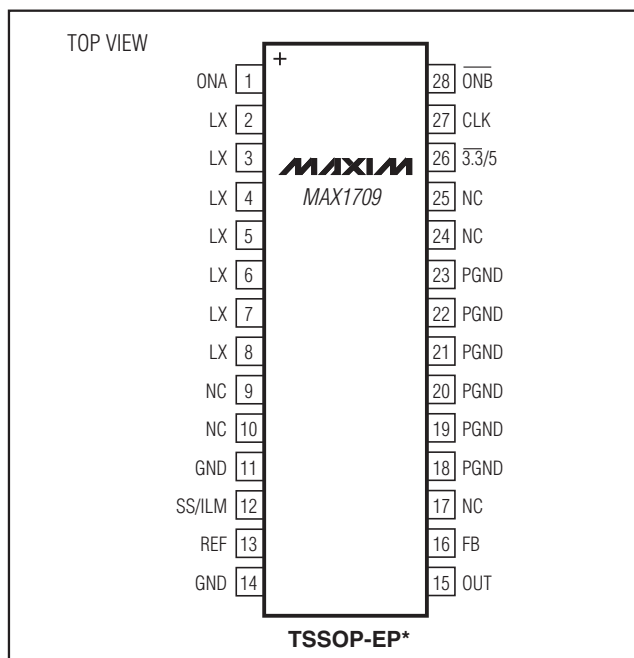 TOP VIEW
+
ONA 1 28 O̅N̅B̅
LX 2 27 CLK
LX 3 26 3̅.3̅/5
MAXIM
LX 4 MAX1709 25 NC
LX 5 24 NC
LX 6 23 PGND
LX 7 22 PGND
LX 8 21 PGND
NC 9 20 PGND
NC 10 19 PGND
GND 11 18 PGND
SS/ILM 12 17 NC
REF 13 16 FB
GND 14 15 OUT
TSSOP-EP*